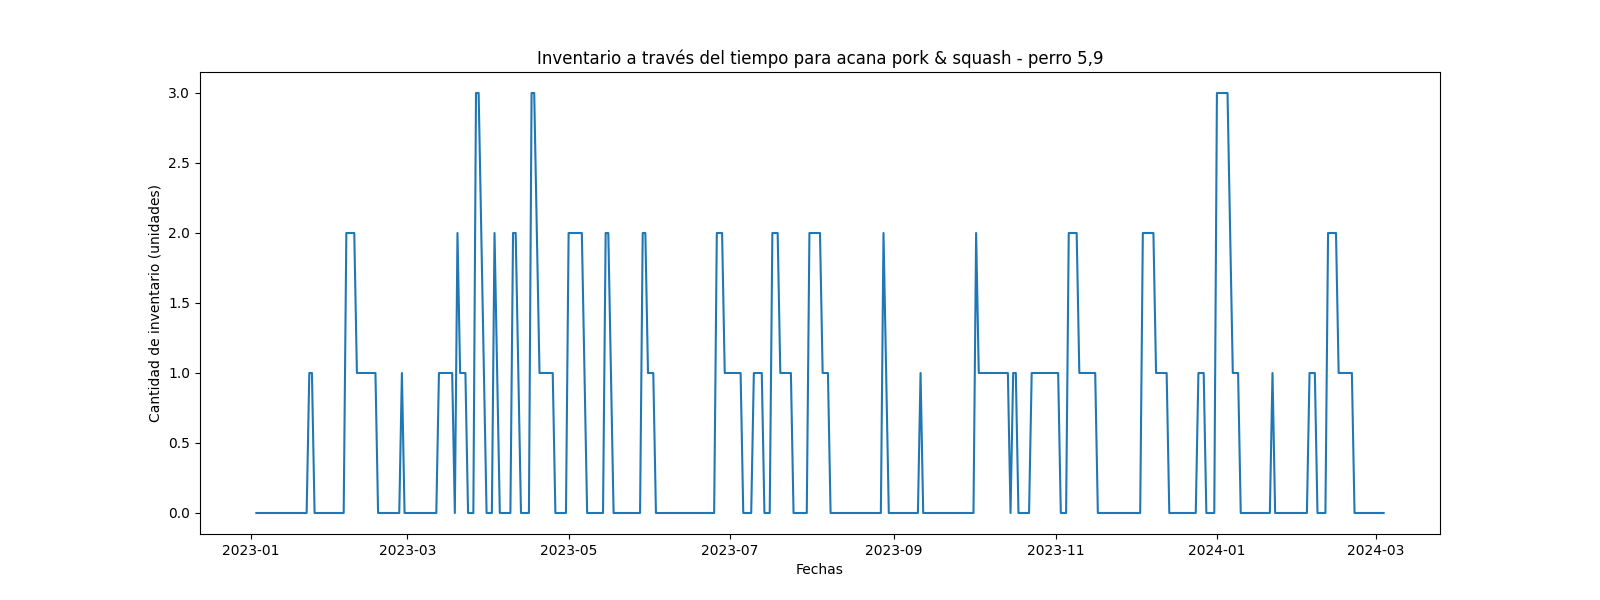 Inventario a través del tiempo para acana pork & squash - perro 5,9
Cantidad de inventario (unidades)
3.0
2.5
2.0
1.5
1.0
0.5
0.0
2023-01 2023-03 2023-05 2023-07 2023-09 2023-11 2024-01 2024-03
Fechas